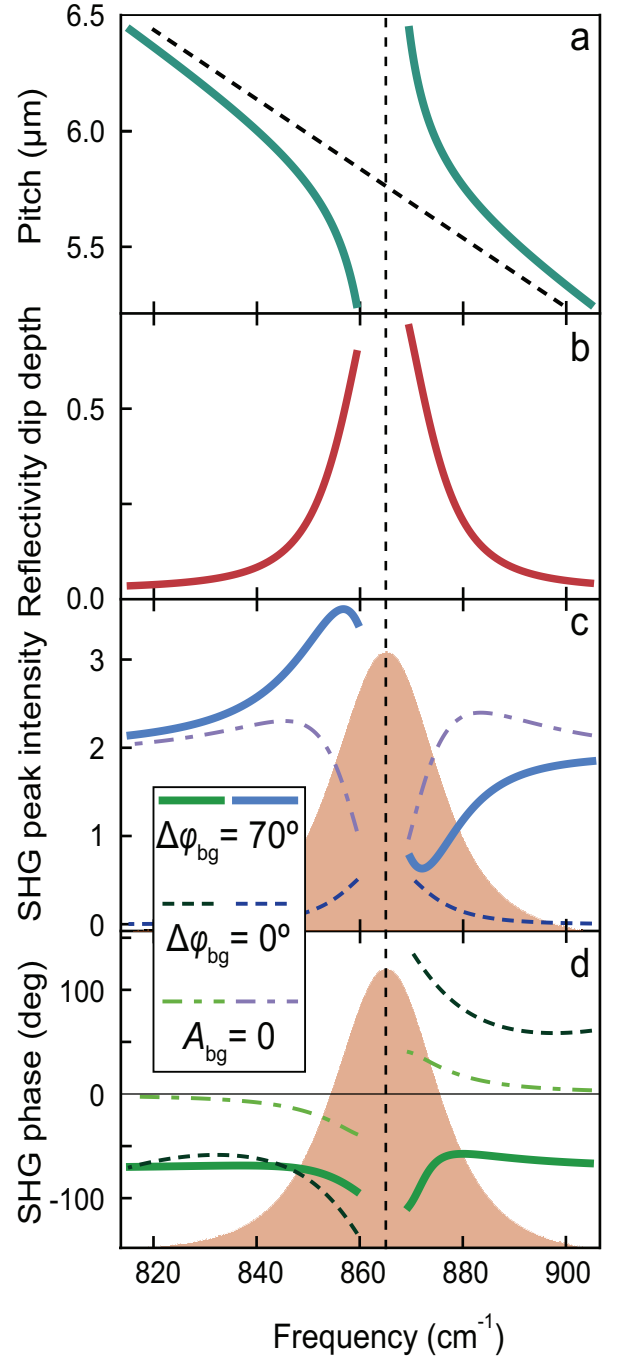 a
6.5
6.0
5.5
Pitch (µm)
b
0.5
0.0
Reflectivity dip depth
c
3
2
1
0
SHG peak intensity
Δφbg = 70º
Δφbg = 0º
Abg = 0
d
100
0
-100
SHG phase (deg)
820 840 860 880 900
Frequency (cm⁻¹)